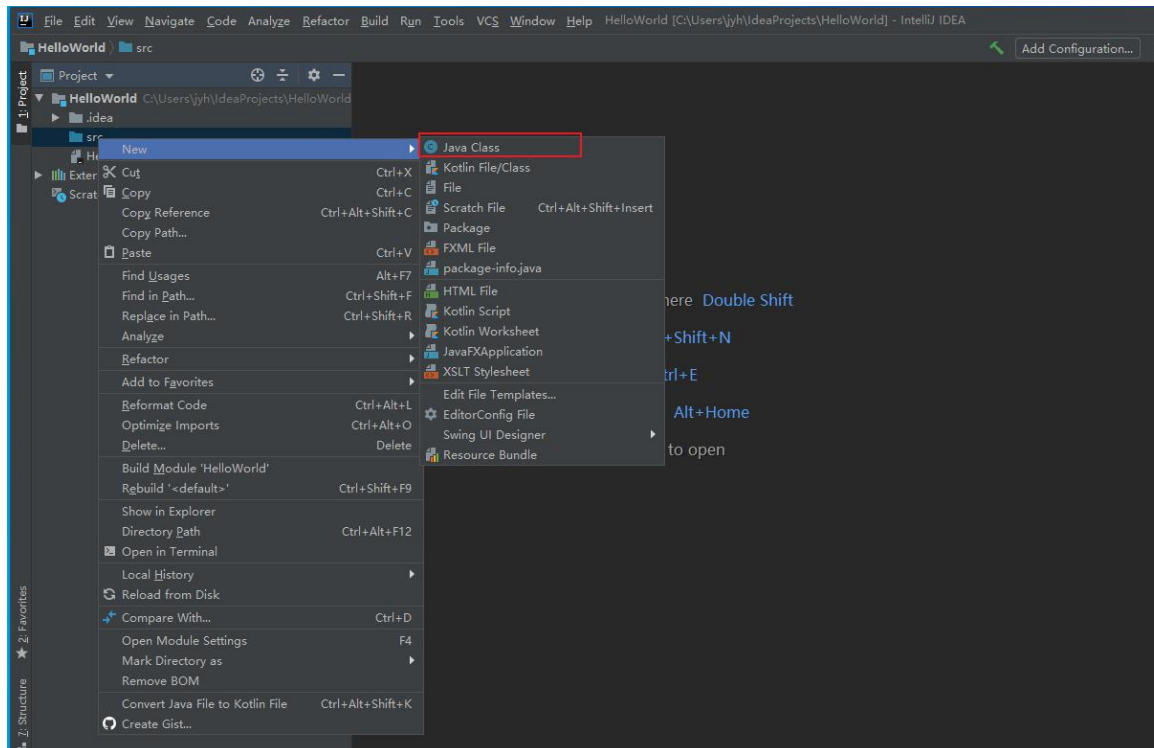 File Edit View Navigate Code Analyze Refactor Build Run Tools VCS Window Help HelloWorld [C:\Users\jyh\IdeaProjects\HelloWorld] - IntelliJ IDEA
HelloWorld src
Add Configuration...
1: Project
Project
HelloWorld C:\Users\jyh\IdeaProjects\HelloWorld
.idea
src
He
Exter
Scrat
New
Cut Ctrl+X
Copy Ctrl+C
Copy Reference Ctrl+Alt+Shift+C
Copy Path...
Paste Ctrl+V
Find Usages Alt+F7
Find in Path... Ctrl+Shift+F
Replace in Path... Ctrl+Shift+R
Analyze
Refactor
Add to Favorites
Reformat Code Ctrl+Alt+L
Optimize Imports Ctrl+Alt+O
Delete... Delete
Build Module 'HelloWorld'
Rebuild '<default>' Ctrl+Shift+F9
Show in Explorer
Directory Path Ctrl+Alt+F12
Open in Terminal
Local History
Reload from Disk
Compare With... Ctrl+D
Open Module Settings F4
Mark Directory as
Remove BOM
Convert Java File to Kotlin File Ctrl+Alt+Shift+K
Create Gist...
Java Class
Kotlin File/Class
File
Scratch File Ctrl+Alt+Shift+Insert
Package
FXML File
package-info.java
HTML File
Kotlin Script
Kotlin Worksheet
JavaFXApplication
XSLT Stylesheet
Edit File Templates...
EditorConfig File
Swing UI Designer
Resource Bundle
here Double Shift
+Shift+N
trl+E
Alt+Home
to open
2: Favorites
7: Structure